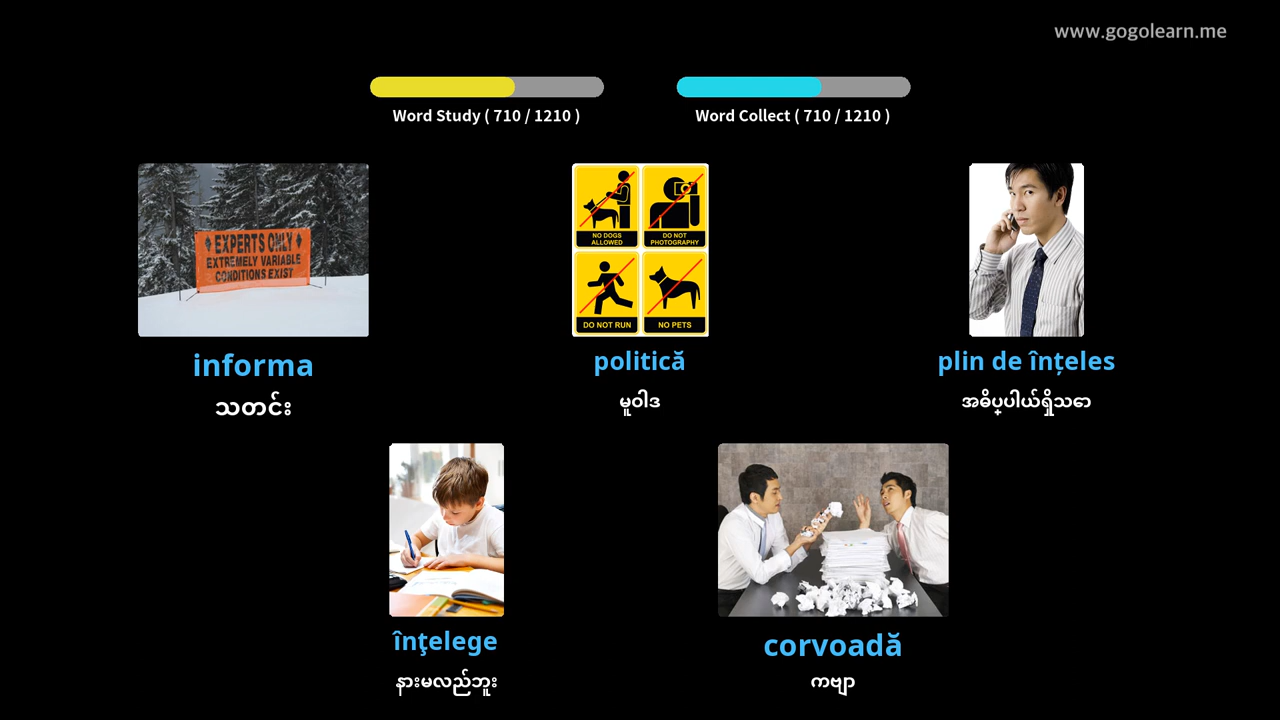 www.gogolearn.me
Word Study ( 710 / 1210 )
Word Collect ( 710 / 1210 )
EXPERTS ONLY
EXTREMELY VARIABLE
CONDITIONS EXIST
NO DOGS
ALLOWED
DO NOT
PHOTOGRAPHY
DO NOT RUN
NO PETS
informa
သတင်း
politică
မူဝါဒ
plin de înțeles
အဓိပ္ပါယ်ရှိသော
înţelege
နားမလည်ဘူး
corvoadă
ကဗျာ